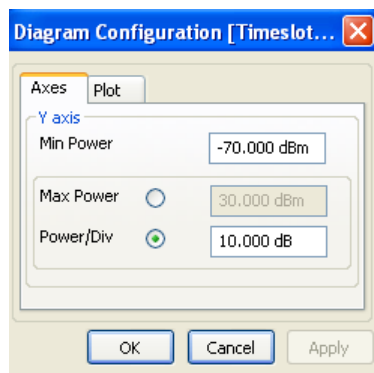 Diagram Configuration [Timeslot...
Axes Plot
Y axis
Min Power -70.000 dBm
Max Power 30.000 dBm
Power/Div 10.000 dB
OK Cancel Apply